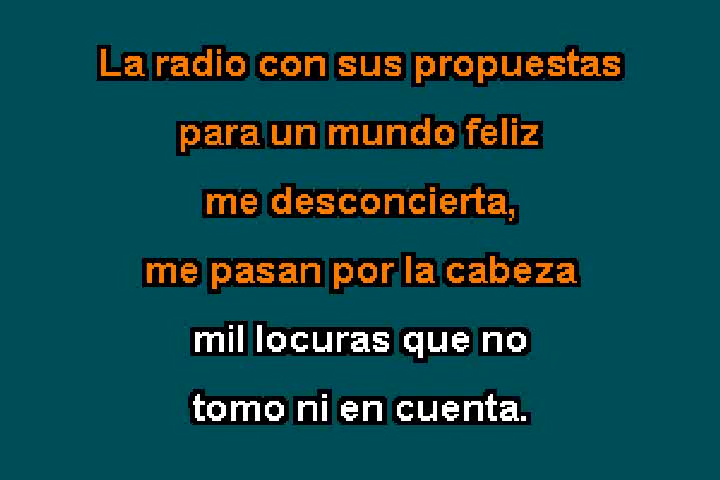 La radio con sus propuestas
para un mundo feliz
me desconcierta,
me pasan por la cabeza
mil locuras que no
tomo ni en cuenta.